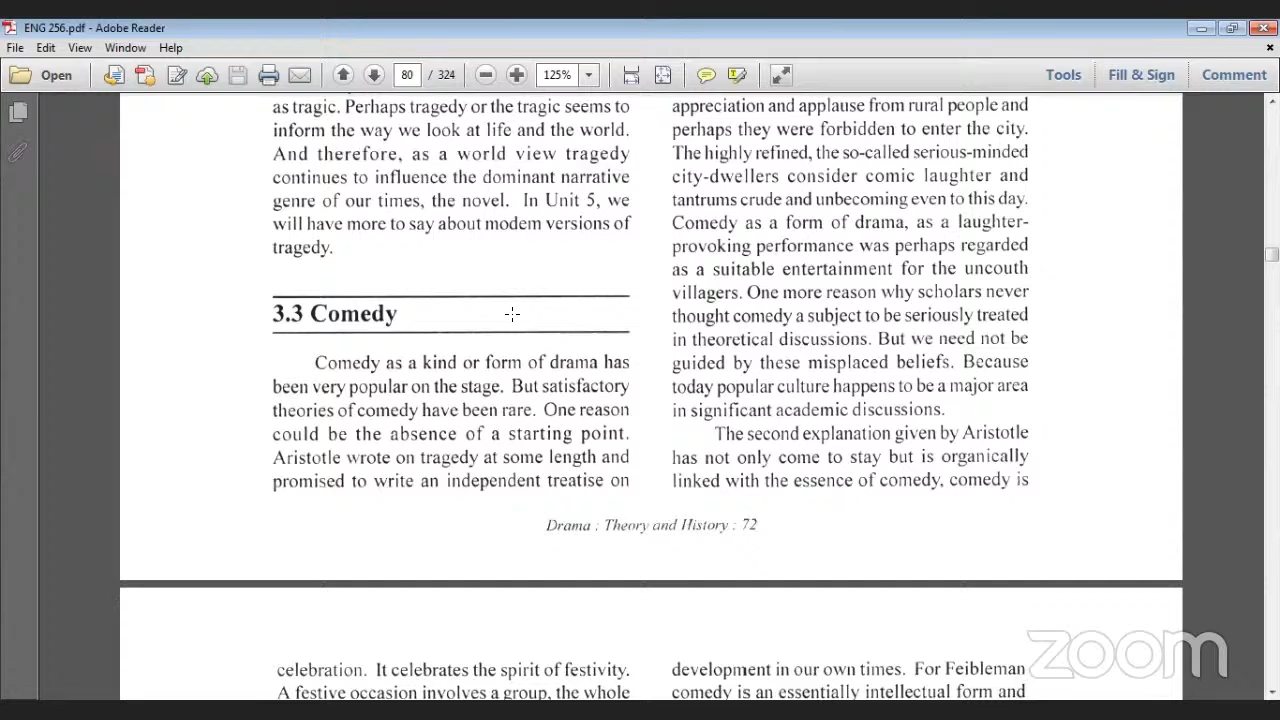 ENG 256.pdf - Adobe Reader
File Edit View Window Help
Open 80 / 324 125% Tools Fill & Sign Comment
as tragic. Perhaps tragedy or the tragic seems to
inform the way we look at life and the world.
And therefore, as a world view tragedy
continues to influence the dominant narrative
genre of our times, the novel. In Unit 5, we
will have more to say about modem versions of
tragedy.
3.3 Comedy
Comedy as a kind or form of drama has
been very popular on the stage. But satisfactory
theories of comedy have been rare. One reason
could be the absence of a starting point.
Aristotle wrote on tragedy at some length and
promised to write an independent treatise on
appreciation and applause from rural people and
perhaps they were forbidden to enter the city.
The highly refined, the so-called serious-minded
city-dwellers consider comic laughter and
tantrums crude and unbecoming even to this day.
Comedy as a form of drama, as a laughter-
provoking performance was perhaps regarded
as a suitable entertainment for the uncouth
villagers. One more reason why scholars never
thought comedy a subject to be seriously treated
in theoretical discussions. But we need not be
guided by these misplaced beliefs. Because
today popular culture happens to be a major area
in significant academic discussions.
The second explanation given by Aristotle
has not only come to stay but is organically
linked with the essence of comedy, comedy is
Drama : Theory and History : 72
celebration. It celebrates the spirit of festivity.
A festive occasion involves a group, the whole
development in our own times. For Feibleman
comedy is an essentially intellectual form and
zoom